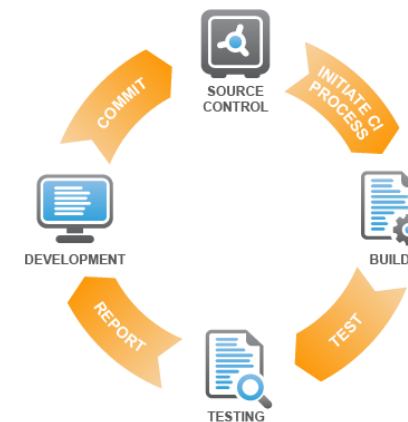 SOURCE
CONTROL
INITIATE CI
PROCESS
BUILD
TEST
TESTING
REPORT
DEVELOPMENT
COMMIT